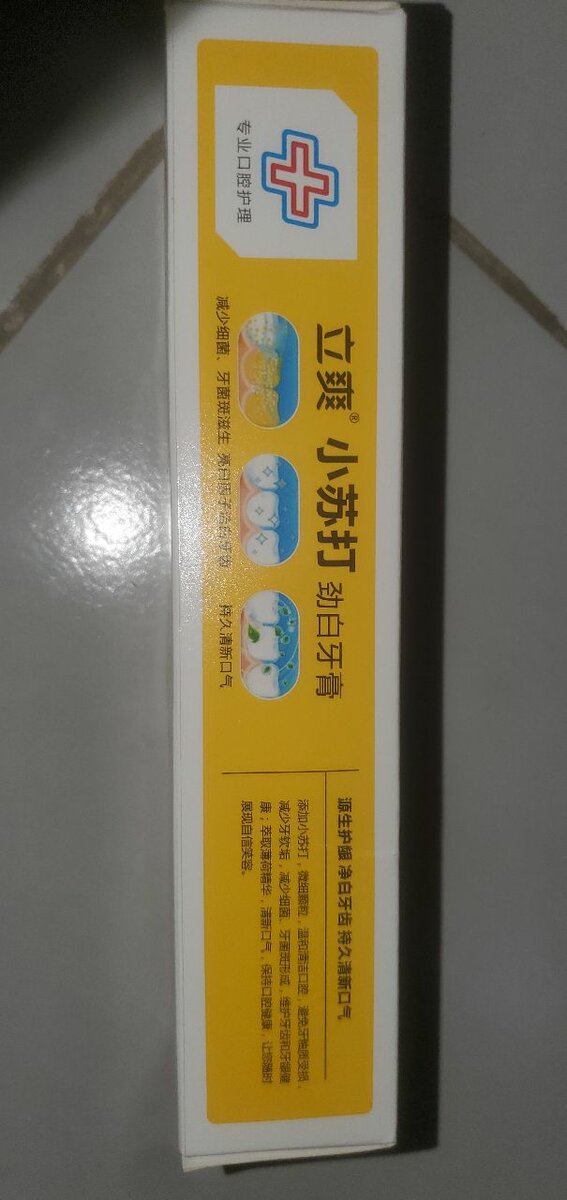 专业口腔护理
立爽® 小苏打 劲白牙膏
减少细菌、牙菌斑滋生
亮白因子洁白牙齿
持久清新口气
源生护龈 净白牙齿 持久清新口气
添加小苏打，微细颗粒，温和清洁口腔，避免牙釉质受损，
减少牙软垢，减少细菌、牙菌斑形成，维护牙齿和牙龈健
康；萃取薄荷精华，清新口气，保持口腔健康，让您随时
展现自信笑容。